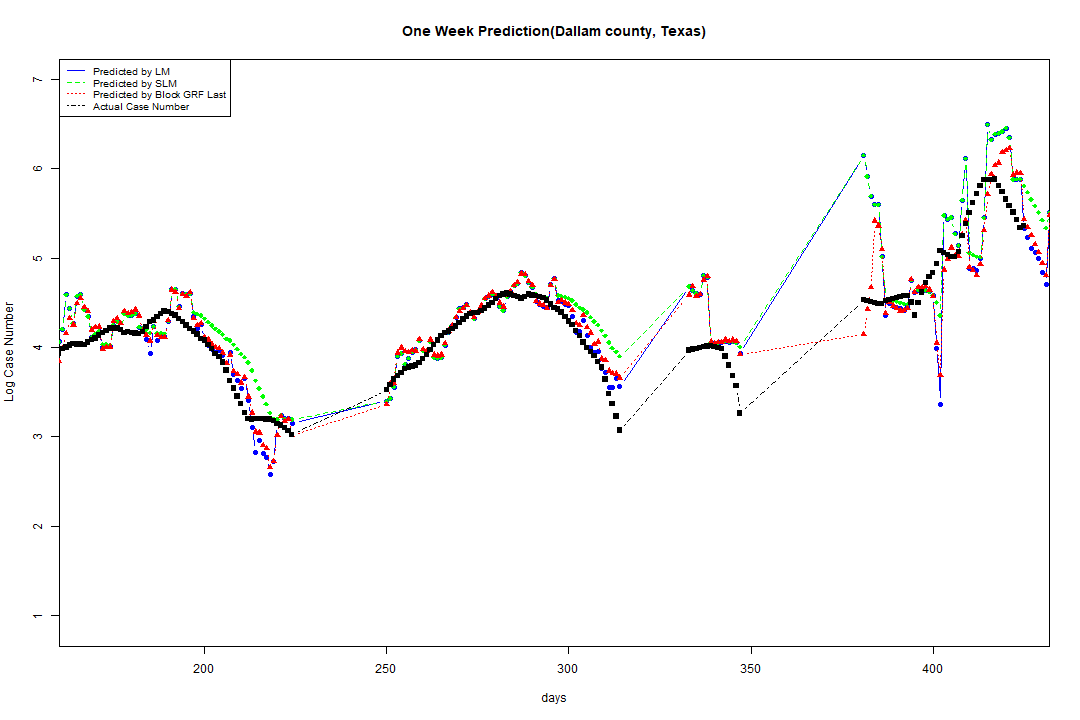 One Week Prediction(Dallam county, Texas)
Predicted by LM
Predicted by SLM
Predicted by Block GRF Last
Actual Case Number
7
6
5
4
3
2
1
Log Case Number
200 250 300 350 400
days